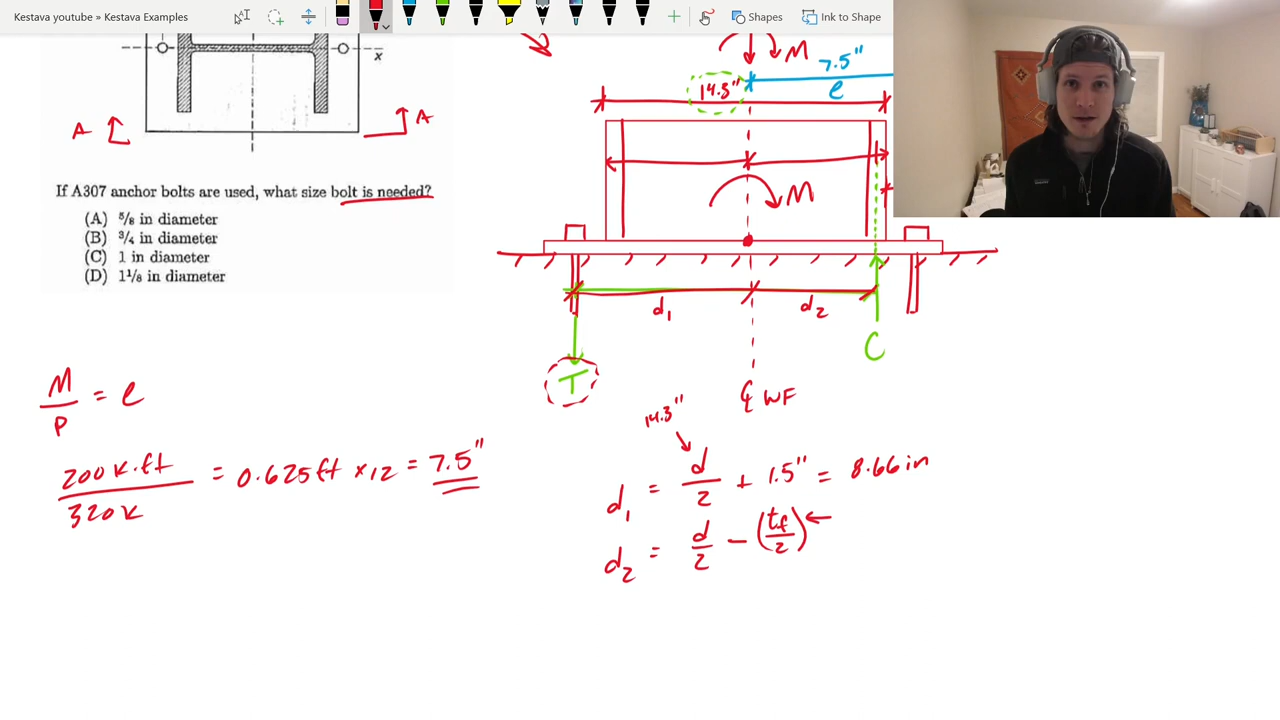 Kestava youtube » Kestava Examples
Shapes
Ink to Shape
x
A
A
If A307 anchor bolts are used, what size bolt is needed?
(A) 5/8 in diameter
(B) 3/4 in diameter
(C) 1 in diameter
(D) 1 1/8 in diameter
M
7.5"
e
14.3"
M
d₁
d₂
T
C
℄ WF
M/P = e
200 k.ft / 320 k = 0.625 ft × 12 = 7.5"
14.3"
d₁ = d/2 + 1.5" = 8.66 in
d₂ = d/2 - (tf/2)